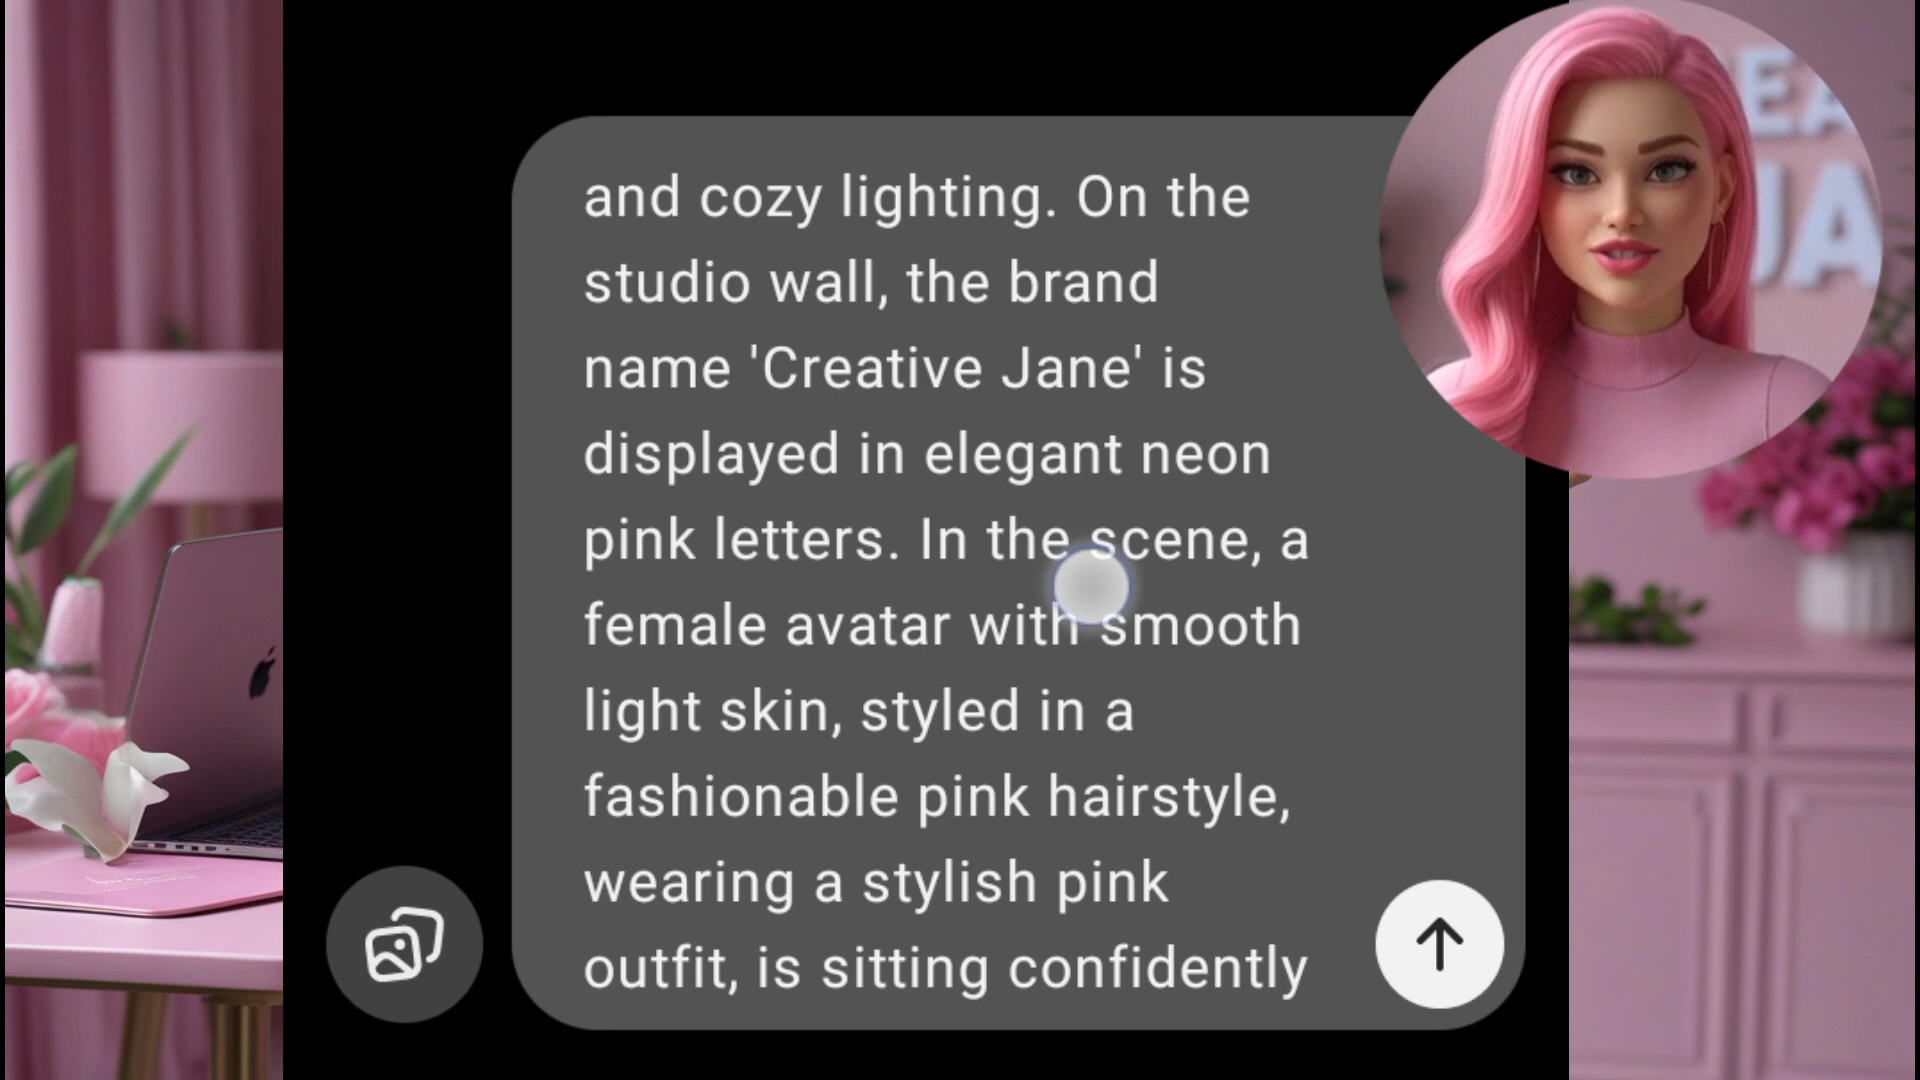 and cozy lighting. On the
studio wall, the brand
name 'Creative Jane' is
displayed in elegant neon
pink letters. In the scene, a
female avatar with smooth
light skin, styled in a
fashionable pink hairstyle,
wearing a stylish pink
outfit, is sitting confidently
EA
JA